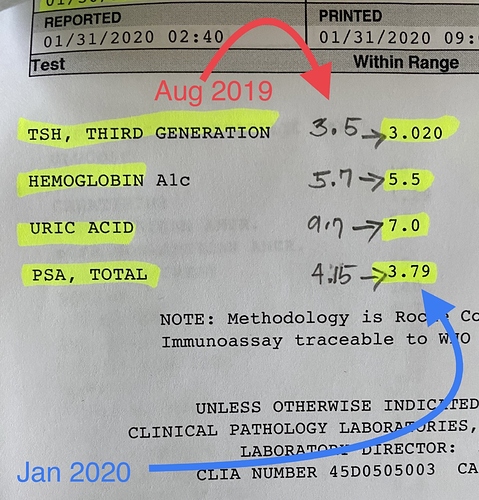 REPORTED PRINTED
01/31/2020 02:40 01/31/2020 09:
Test Within Range
Aug 2019
TSH, THIRD GENERATION 3.5 → 3.020
HEMOGLOBIN A1c 5.7 → 5.5
URIC ACID 9.7 → 7.0
PSA, TOTAL 4.15 → 3.79
NOTE: Methodology is Roche Co
Immunoassay traceable to WHO
UNLESS OTHERWISE INDICATED
CLINICAL PATHOLOGY LABORATORIES,
LABORATORY DIRECTOR:
Jan 2020
CLIA NUMBER 45D0505003 CA